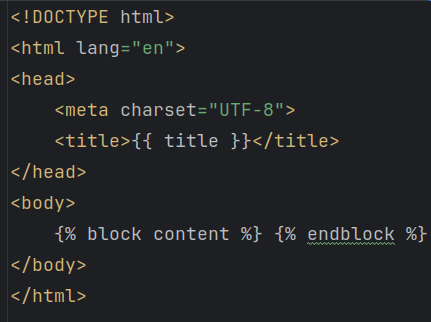 <!DOCTYPE html>
<html lang="en">
<head>
    <meta charset="UTF-8">
    <title>{{ title }}</title>
</head>
<body>
    {% block content %} {% endblock %}
</body>
</html>